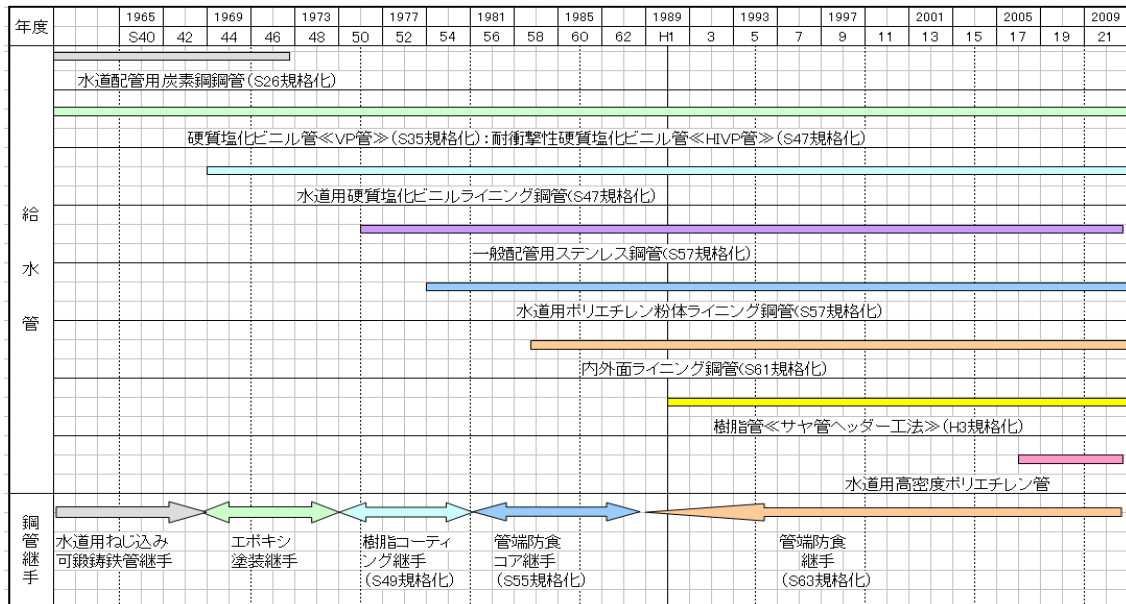 年度
1965 1969 1973 1977 1981 1985 1989 1993 1997 2001 2005 2009
S40 42 44 46 48 50 52 54 56 58 60 62 H1 3 5 7 9 11 13 15 17 19 21
給水管
水道配管用炭素鋼鋼管(S26規格化)
硬質塩化ビニル管≪VP管≫(S35規格化):耐衝撃性硬質塩化ビニル管≪HIVP管≫(S47規格化)
水道用硬質塩化ビニルライニング鋼管(S47規格化)
一般配管用ステンレス鋼管(S57規格化)
水道用ポリエチレン粉体ライニング鋼管(S57規格化)
内外面ライニング鋼管(S61規格化)
樹脂管≪サヤ管ヘッダー工法≫(H3規格化)
水道用高密度ポリエチレン管
鋼管継手
水道用ねじ込み
可鍛鋳鉄管継手
エポキシ
塗装継手
樹脂コーティ
ング継手
(S49規格化)
管端防食
コア継手
(S55規格化)
管端防食
継手
(S63規格化)